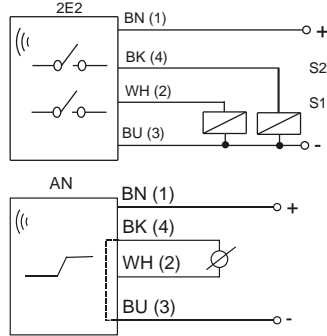 2E2
BN (1)
+
BK (4)
S2
WH (2)
S1
BU (3)
-
AN
BN (1)
+
BK (4)
WH (2)
BU (3)
-